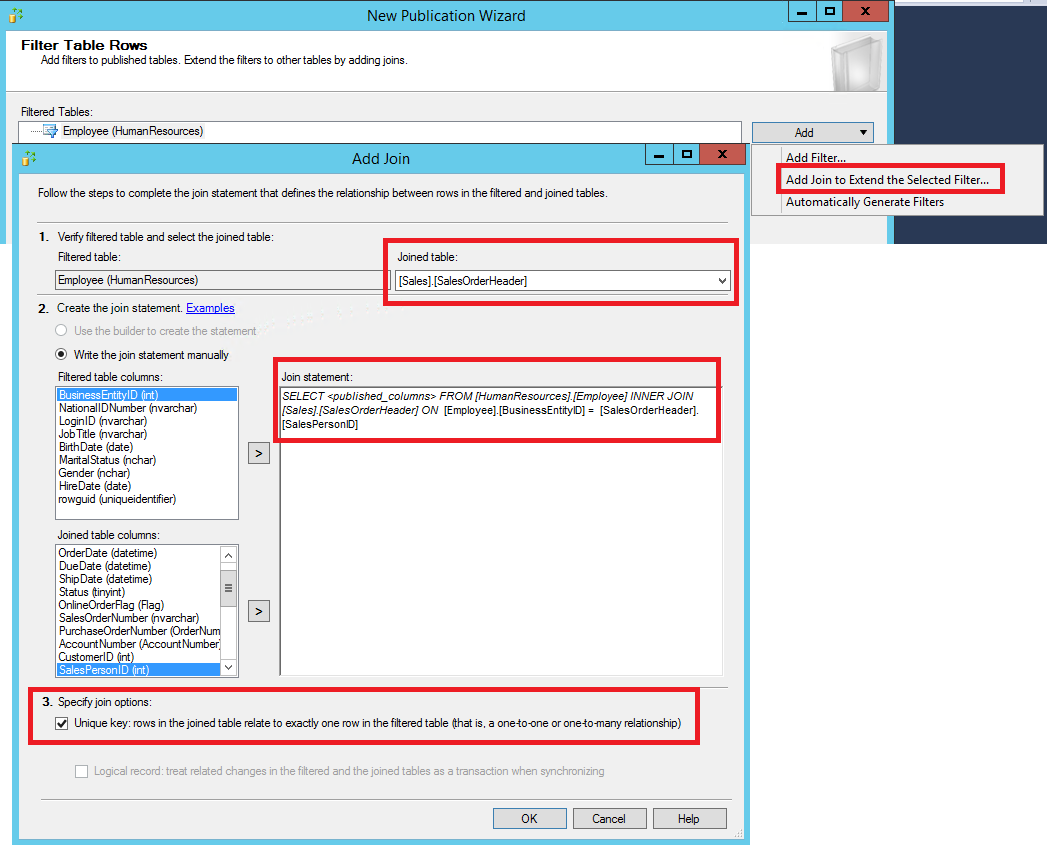 New Publication Wizard
Filter Table Rows
Add filters to published tables. Extend the filters to other tables by adding joins.
Filtered Tables:
Employee (HumanResources)
Add
Add Filter...
Add Join to Extend the Selected Filter...
Automatically Generate Filters
Add Join
Follow the steps to complete the join statement that defines the relationship between rows in the filtered and joined tables.
1. Verify filtered table and select the joined table:
Filtered table:
Joined table:
Employee (HumanResources)
[Sales].[SalesOrderHeader]
2. Create the join statement. Examples
Use the builder to create the statement
Write the join statement manually
Filtered table columns:
BusinessEntityID (int)
NationalIDNumber (nvarchar)
LoginID (nvarchar)
JobTitle (nvarchar)
BirthDate (date)
MaritalStatus (nchar)
Gender (nchar)
HireDate (date)
rowguid (uniqueidentifier)
>
Join statement:
SELECT <published_columns> FROM [HumanResources].[Employee] INNER JOIN
[Sales].[SalesOrderHeader] ON [Employee].[BusinessEntityID] = [SalesOrderHeader].
[SalesPersonID]
Joined table columns:
OrderDate (datetime)
DueDate (datetime)
ShipDate (datetime)
Status (tinyint)
OnlineOrderFlag (Flag)
SalesOrderNumber (nvarchar)
PurchaseOrderNumber (OrderNum
AccountNumber (AccountNumber)
CustomerID (int)
SalesPersonID (int)
>
3. Specify join options:
Unique key: rows in the joined table relate to exactly one row in the filtered table (that is, a one-to-one or one-to-many relationship)
Logical record: treat related changes in the filtered and the joined tables as a transaction when synchronizing
OK
Cancel
Help